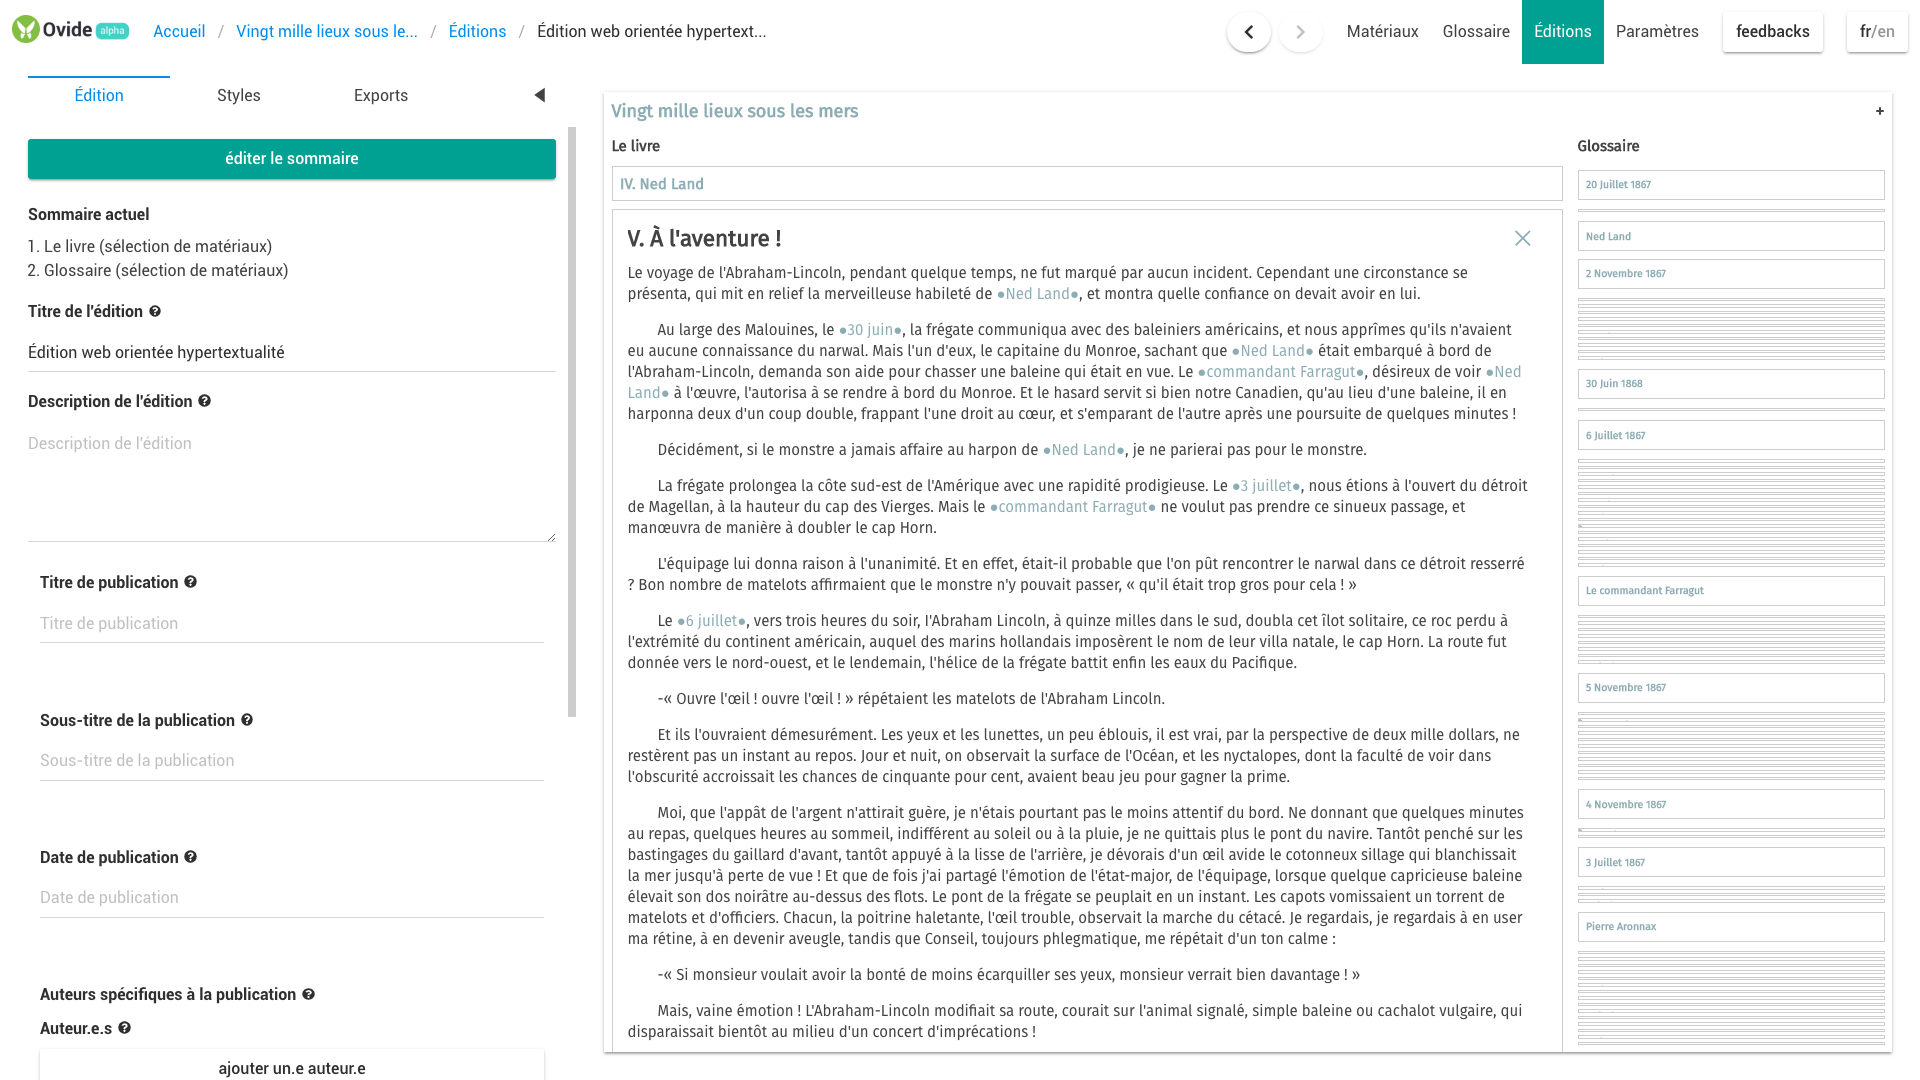 Ovide alpha
Accueil / Vingt mille lieux sous le... / Éditions / Édition web orientée hypertext...
Matériaux Glossaire Éditions Paramètres feedbacks fr/en
Édition Styles Exports
éditer le sommaire
Sommaire actuel
1. Le livre (sélection de matériaux)
2. Glossaire (sélection de matériaux)
Titre de l'édition
Édition web orientée hypertextualité
Description de l'édition
Description de l'édition
Titre de publication
Titre de publication
Sous-titre de la publication
Sous-titre de la publication
Date de publication
Date de publication
Auteurs spécifiques à la publication
Auteur.e.s
ajouter un.e auteur.e
Vingt mille lieux sous les mers
+
Le livre
IV. Ned Land
V. À l'aventure !
Le voyage de l'Abraham-Lincoln, pendant quelque temps, ne fut marqué par aucun incident. Cependant une circonstance se
présenta, qui mit en relief la merveilleuse habileté de •Ned Land•, et montra quelle confiance on devait avoir en lui.
Au large des Malouines, le •30 juin•, la frégate communiqua avec des baleiniers américains, et nous apprîmes qu'ils n'avaient
eu aucune connaissance du narwal. Mais l'un d'eux, le capitaine du Monroe, sachant que •Ned Land• était embarqué à bord de
l'Abraham-Lincoln, demanda son aide pour chasser une baleine qui était en vue. Le •commandant Farragut•, désireux de voir •Ned
Land• à l'œuvre, l'autorisa à se rendre à bord du Monroe. Et le hasard servit si bien notre Canadien, qu'au lieu d'une baleine, il en
harponna deux d'un coup double, frappant l'une droit au cœur, et s'emparant de l'autre après une poursuite de quelques minutes !
Décidément, si le monstre a jamais affaire au harpon de •Ned Land•, je ne parierai pas pour le monstre.
La frégate prolongea la côte sud-est de l'Amérique avec une rapidité prodigieuse. Le •3 juillet•, nous étions à l'ouvert du détroit
de Magellan, à la hauteur du cap des Vierges. Mais le •commandant Farragut• ne voulut pas prendre ce sinueux passage, et
manœuvra de manière à doubler le cap Horn.
L'équipage lui donna raison à l'unanimité. Et en effet, était-il probable que l'on pût rencontrer le narwal dans ce détroit resserré
? Bon nombre de matelots affirmaient que le monstre n'y pouvait passer, « qu'il était trop gros pour cela ! »
Le •6 juillet•, vers trois heures du soir, l'Abraham Lincoln, à quinze milles dans le sud, doubla cet îlot solitaire, ce roc perdu à
l'extrémité du continent américain, auquel des marins hollandais imposèrent le nom de leur villa natale, le cap Horn. La route fut
donnée vers le nord-ouest, et le lendemain, l'hélice de la frégate battit enfin les eaux du Pacifique.
-« Ouvre l'œil ! ouvre l'œil ! » répétaient les matelots de l'Abraham Lincoln.
Et ils l'ouvraient démesurément. Les yeux et les lunettes, un peu éblouis, il est vrai, par la perspective de deux mille dollars, ne
restèrent pas un instant au repos. Jour et nuit, on observait la surface de l'Océan, et les nyctalopes, dont la faculté de voir dans
l'obscurité accroissait les chances de cinquante pour cent, avaient beau jeu pour gagner la prime.
Moi, que l'appât de l'argent n'attirait guère, je n'étais pourtant pas le moins attentif du bord. Ne donnant que quelques minutes
au repas, quelques heures au sommeil, indifférent au soleil ou à la pluie, je ne quittais plus le pont du navire. Tantôt penché sur les
bastingages du gaillard d'avant, tantôt appuyé à la lisse de l'arrière, je dévorais d'un œil avide le cotonneux sillage qui blanchissait
la mer jusqu'à perte de vue ! Et que de fois j'ai partagé l'émotion de l'état-major, de l'équipage, lorsque quelque capricieuse baleine
élevait son dos noirâtre au-dessus des flots. Le pont de la frégate se peuplait en un instant. Les capots vomissaient un torrent de
matelots et d'officiers. Chacun, la poitrine haletante, l'œil trouble, observait la marche du cétacé. Je regardais, je regardais à en user
ma rétine, à en devenir aveugle, tandis que Conseil, toujours phlegmatique, me répétait d'un ton calme :
-« Si monsieur voulait avoir la bonté de moins écarquiller ses yeux, monsieur verrait bien davantage ! »
Mais, vaine émotion ! L'Abraham-Lincoln modifiait sa route, courait sur l'animal signalé, simple baleine ou cachalot vulgaire, qui
disparaissait bientôt au milieu d'un concert d'imprécations !
Glossaire
20 Juillet 1867
Ned Land
2 Novembre 1867
30 Juin 1868
6 Juillet 1867
Le commandant Farragut
5 Novembre 1867
4 Novembre 1867
3 Juillet 1867
Pierre Aronnax